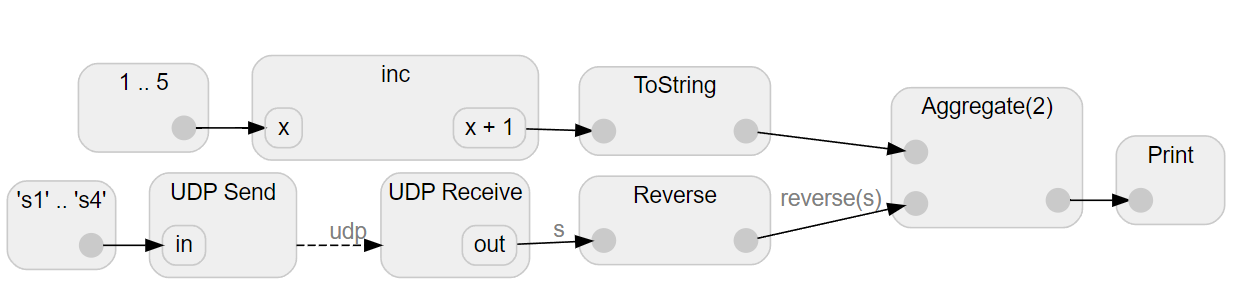 1 .. 5
inc
x
x + 1
ToString
Aggregate(2)
Print
's1' .. 's4'
UDP Send
in
udp
UDP Receive
out
s
Reverse
reverse(s)